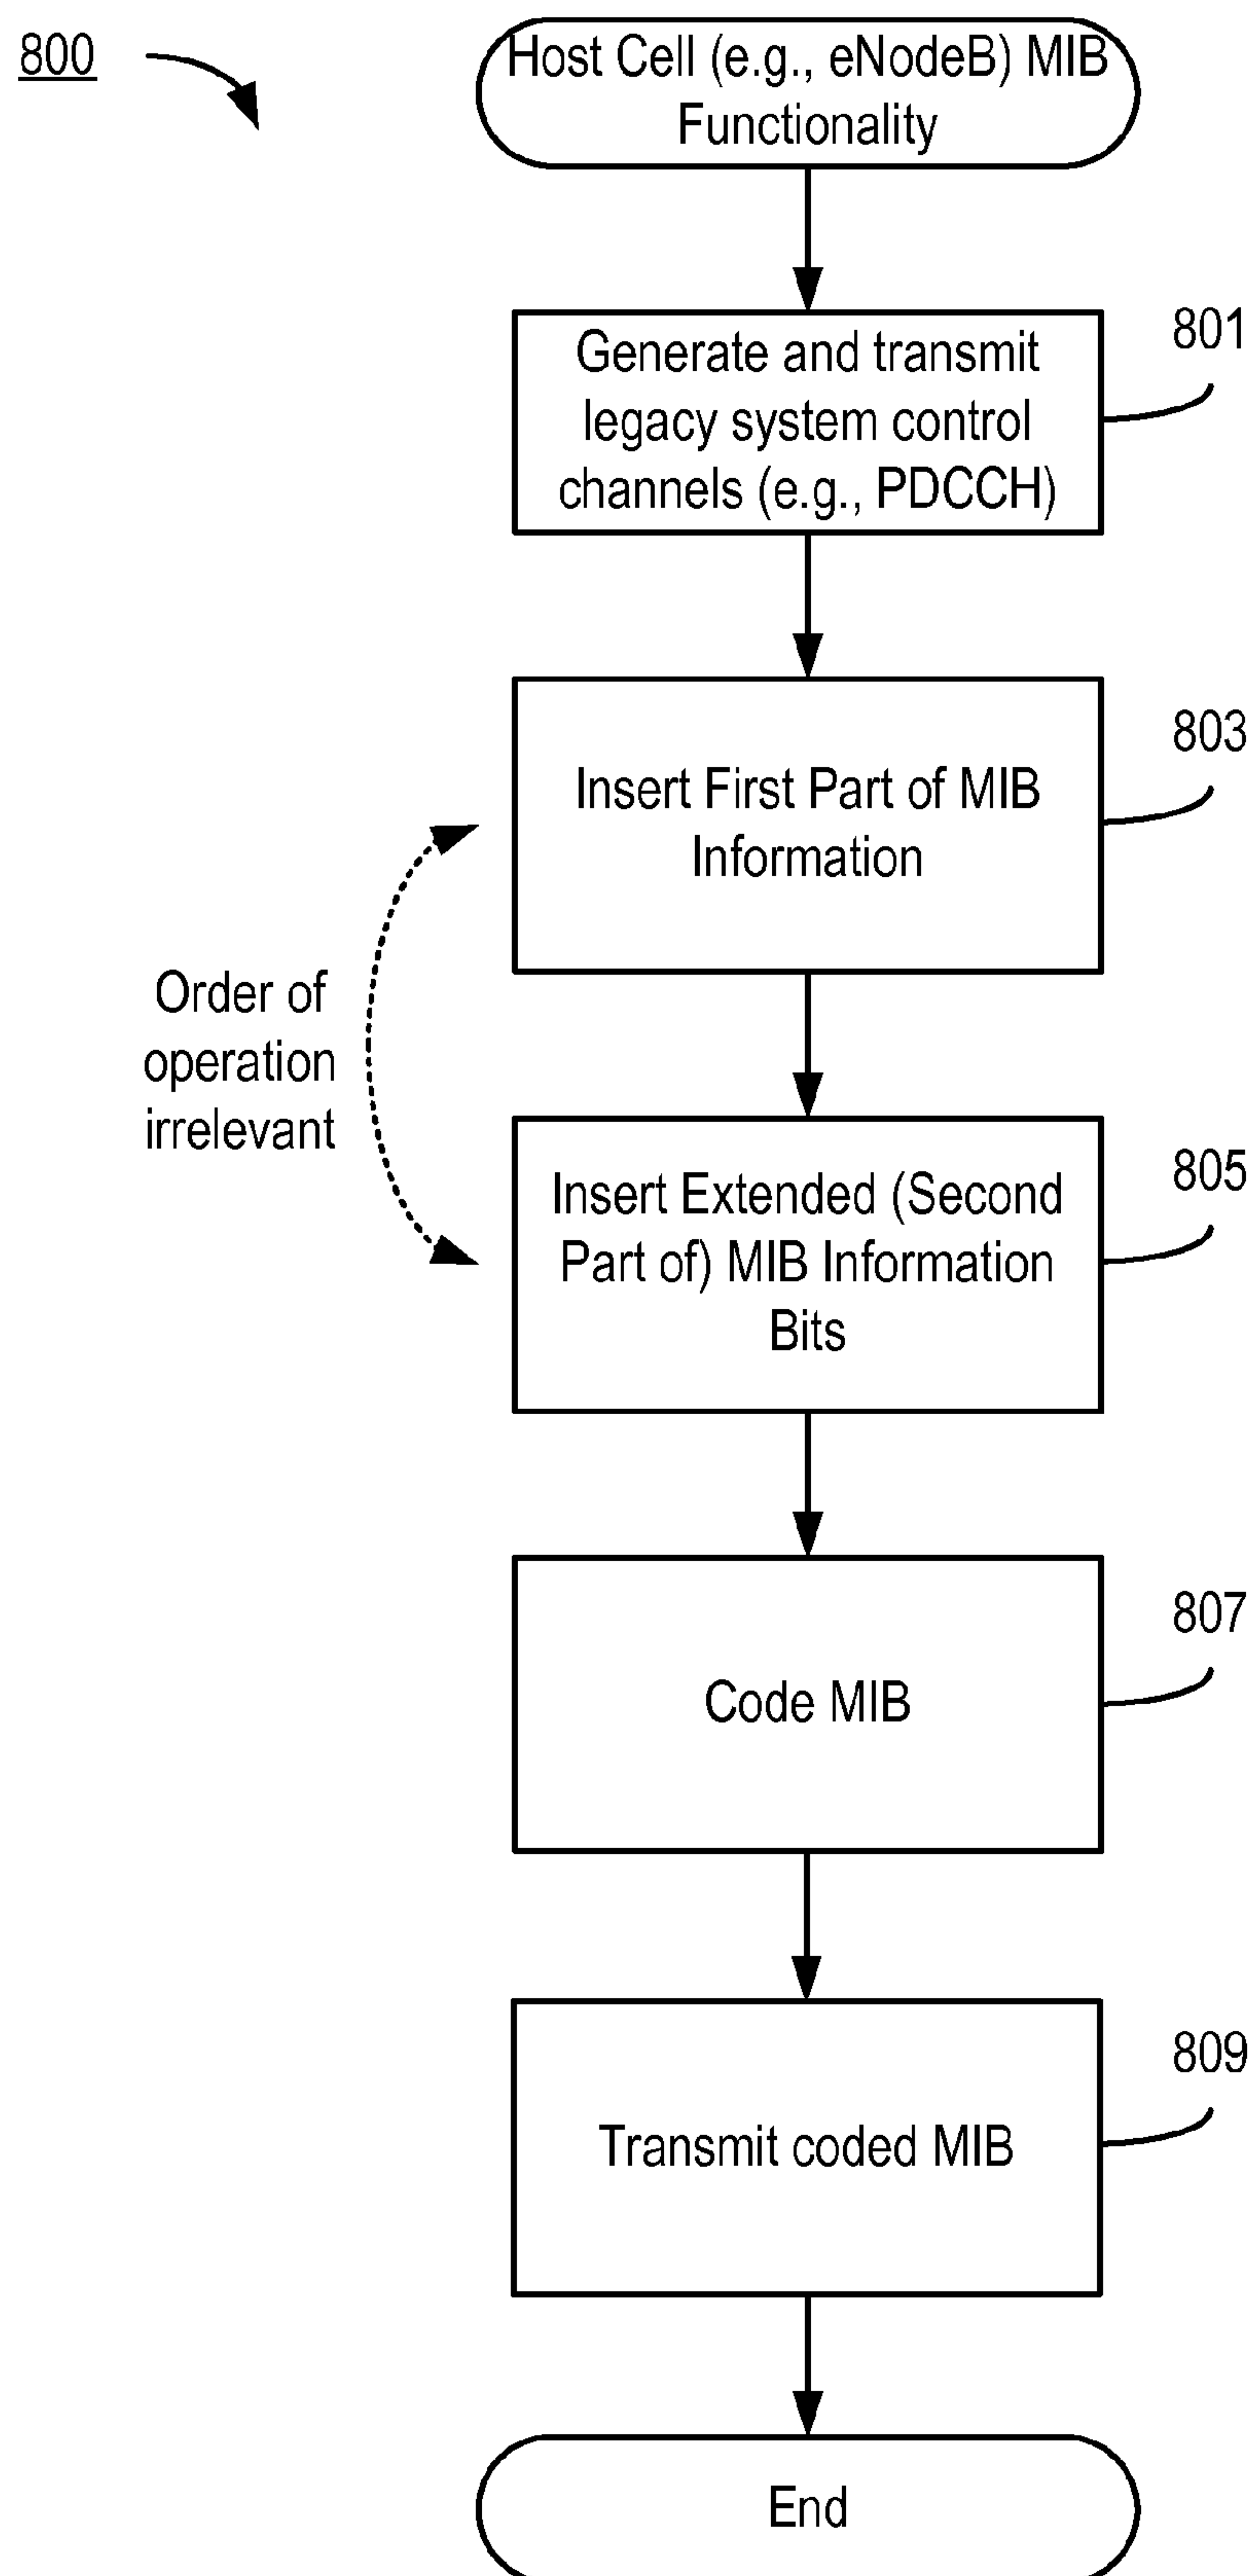 800
Host Cell (e.g., eNodeB) MIB
Functionality
801
Generate and transmit
legacy system control
channels (e.g., PDCCH)
803
Insert First Part of MIB
Information
Order of
operation
irrelevant
805
Insert Extended (Second
Part of) MIB Information
Bits
807
Code MIB
809
Transmit coded MIB
End